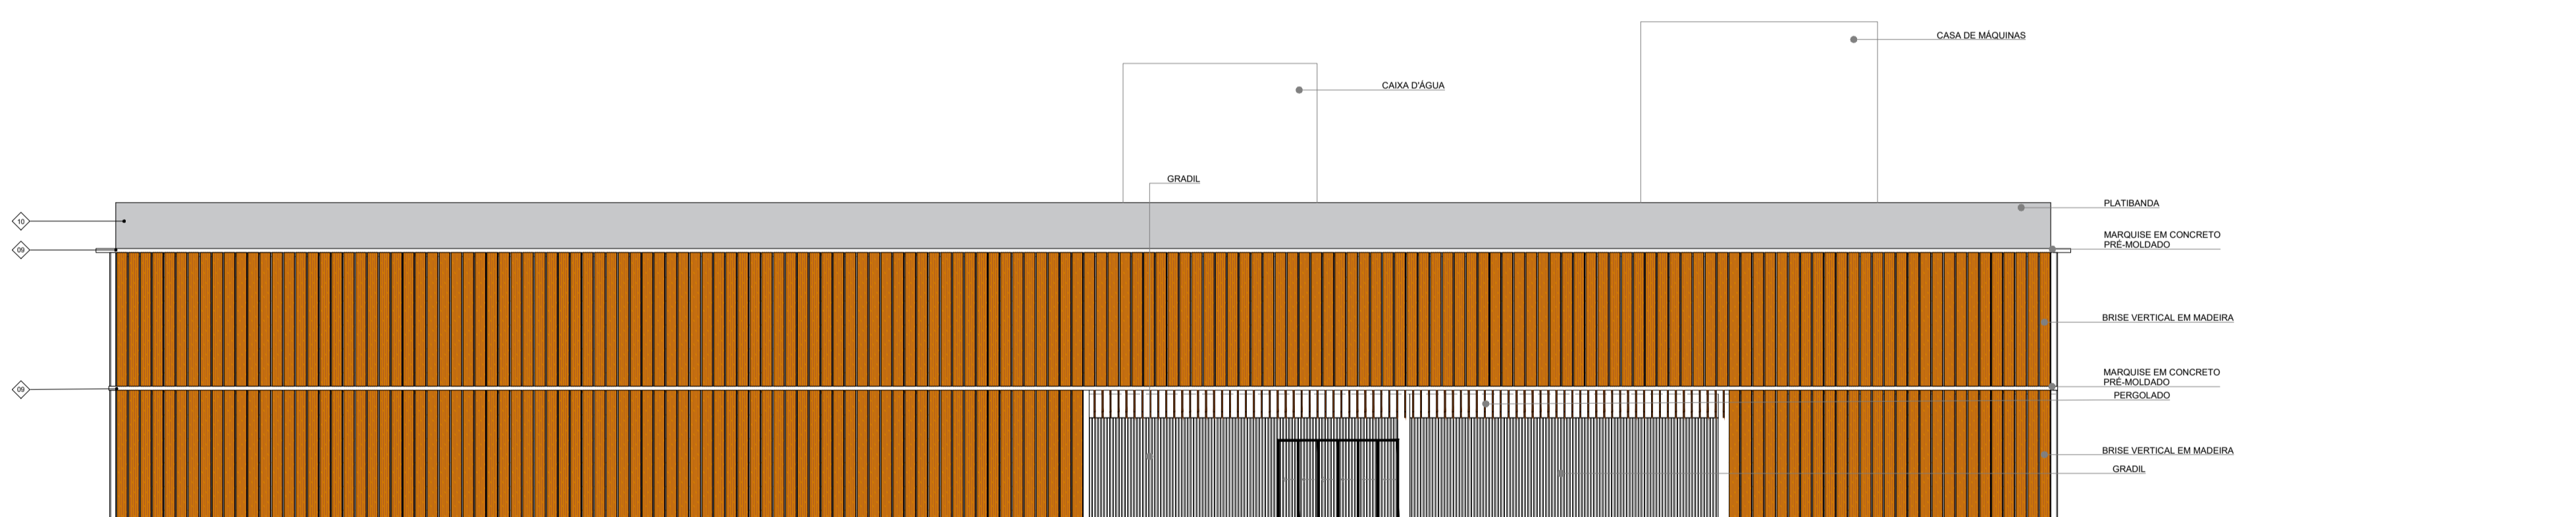 CASA DE MÁQUINAS
CAIXA D'ÁGUA
GRADIL
PLATIBANDA
10
MARQUISE EM CONCRETO
PRÉ-MOLDADO
09
BRISE VERTICAL EM MADEIRA
MARQUISE EM CONCRETO
PRÉ-MOLDADO
09
PERGOLADO
BRISE VERTICAL EM MADEIRA
GRADIL